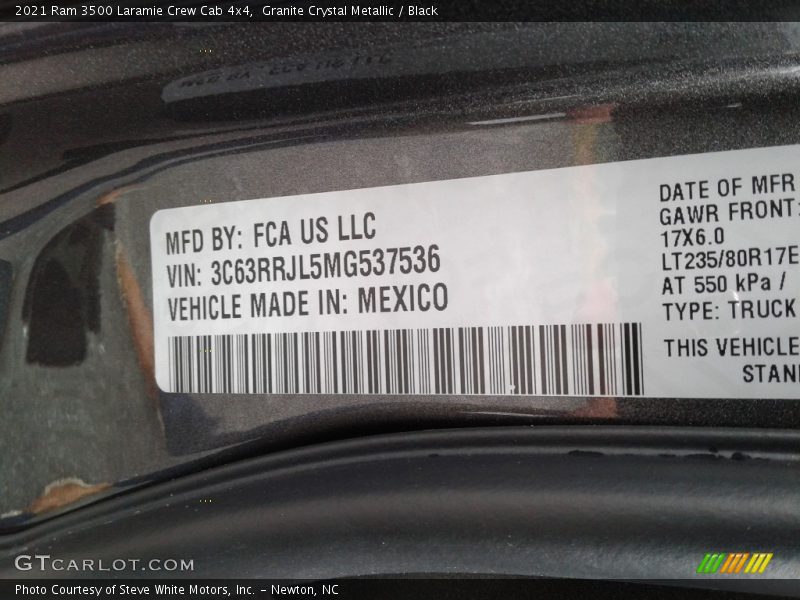 2021 Ram 3500 Laramie Crew Cab 4x4,  Granite Crystal Metallic / Black
MFD BY: FCA US LLC
VIN: 3C63RRJL5MG537536
VEHICLE MADE IN: MEXICO
DATE OF MFR
GAWR FRONT:
17X6.0
LT235/80R17E
AT 550 kPa /
TYPE: TRUCK
THIS VEHICLE
STAN
GTCARLOT.COM
Photo Courtesy of Steve White Motors, Inc. – Newton, NC